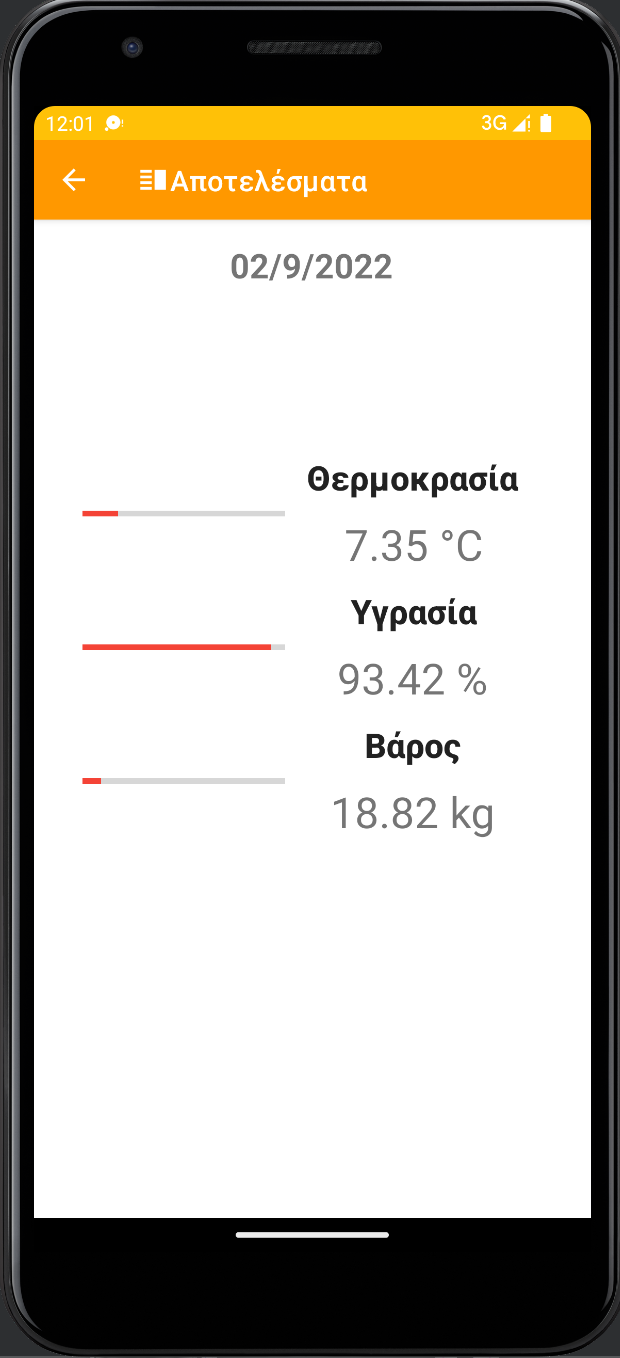 12:01
3G
Αποτελέσματα
02/9/2022
Θερμοκρασία
7.35 °C
Υγρασία
93.42 %
Βάρος
18.82 kg